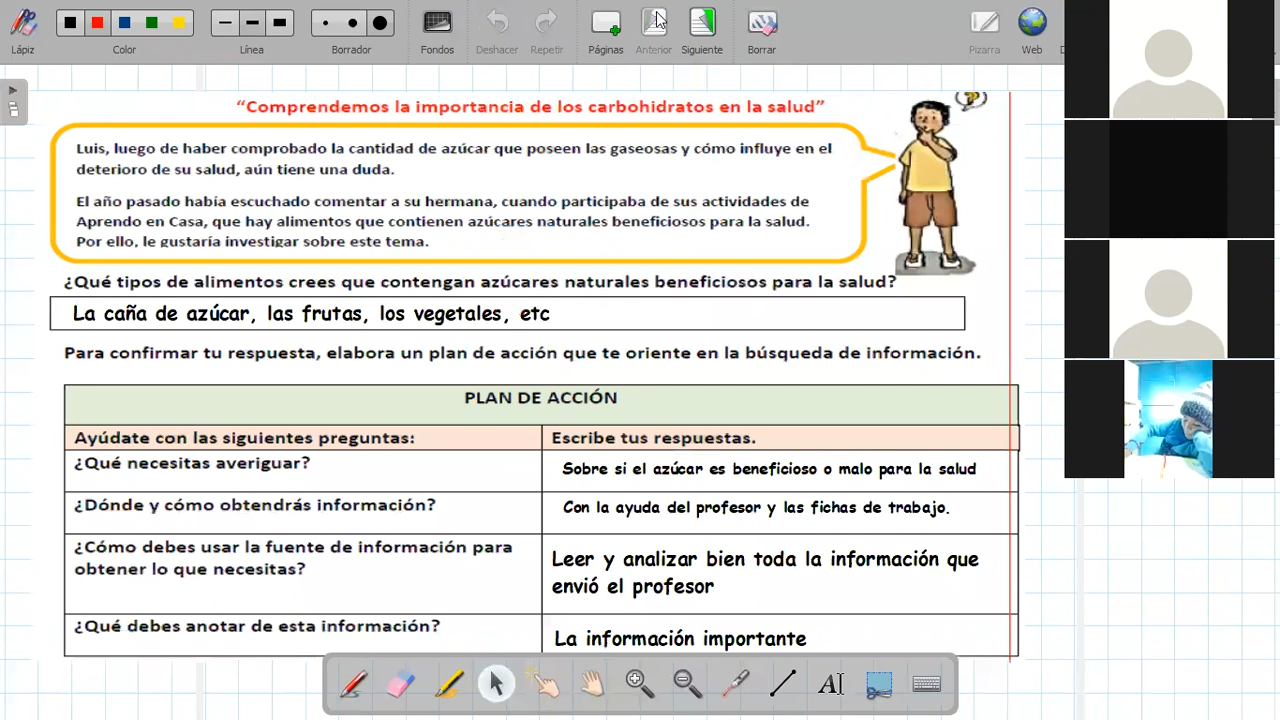 Lápiz
Color
Línea
Borrador
Fondos
Deshacer
Repetir
Páginas
Anterior
Siguiente
Borrar
Pizarra
Web
“Comprendemos la importancia de los carbohidratos en la salud”
?
Luis, luego de haber comprobado la cantidad de azúcar que poseen las gaseosas y cómo influye en el
deterioro de su salud, aún tiene una duda.
El año pasado había escuchado comentar a su hermana, cuando participaba de sus actividades de
Aprendo en Casa, que hay alimentos que contienen azúcares naturales beneficiosos para la salud.
Por ello, le gustaría investigar sobre este tema.
¿Qué tipos de alimentos crees que contengan azúcares naturales beneficiosos para la salud?
La caña de azúcar, las frutas, los vegetales, etc
Para confirmar tu respuesta, elabora un plan de acción que te oriente en la búsqueda de información.
PLAN DE ACCIÓN
Ayúdate con las siguientes preguntas:
Escribe tus respuestas.
¿Qué necesitas averiguar?
Sobre si el azúcar es beneficioso o malo para la salud
¿Dónde y cómo obtendrás información?
Con la ayuda del profesor y las fichas de trabajo.
¿Cómo debes usar la fuente de información para
obtener lo que necesitas?
Leer y analizar bien toda la información que
envió el profesor
¿Qué debes anotar de esta información?
La información importante
AI